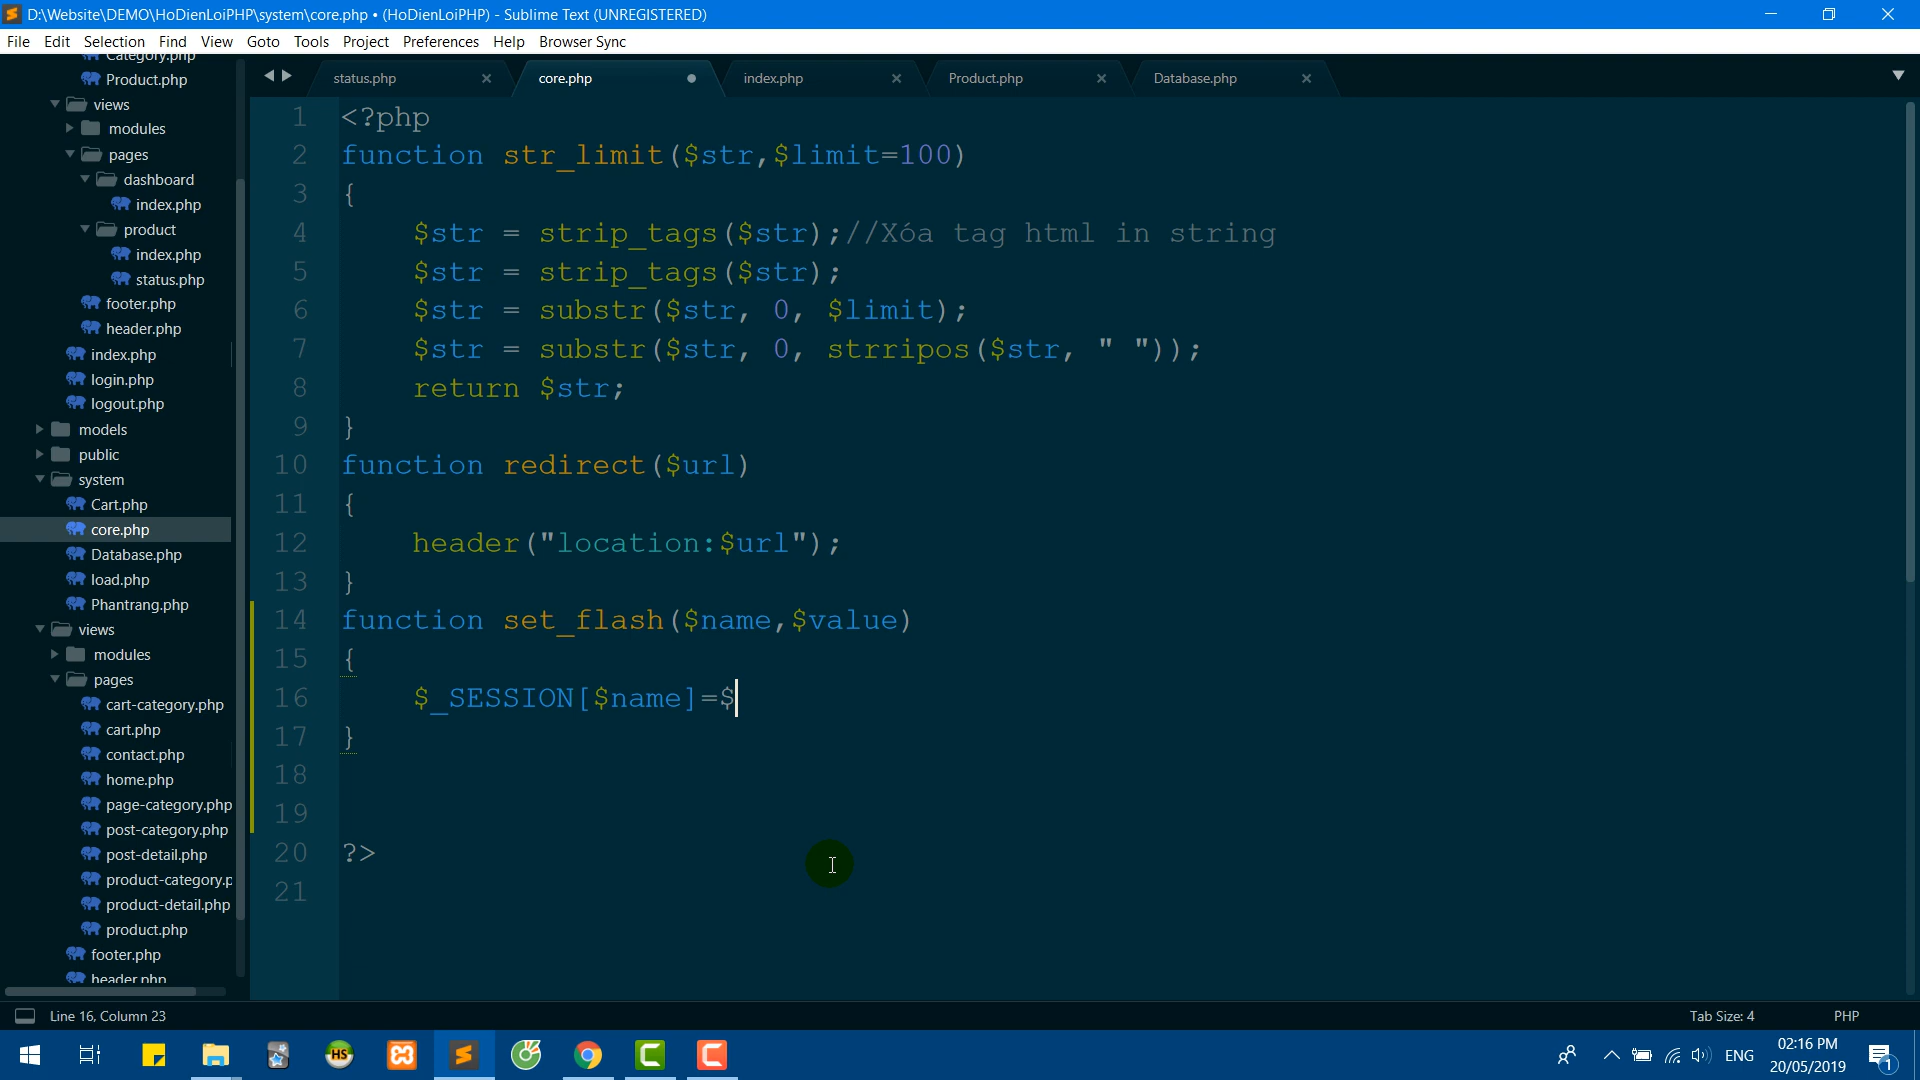 D:\Website\DEMO\HoDienLoiPHP\system\core.php • (HoDienLoiPHP) - Sublime Text (UNREGISTERED)
File Edit Selection Find View Goto Tools Project Preferences Help Browser Sync
Category.php
Product.php
views
modules
pages
dashboard
index.php
product
index.php
status.php
footer.php
header.php
index.php
login.php
logout.php
models
public
system
Cart.php
core.php
Database.php
load.php
Phantrang.php
views
modules
pages
cart-category.php
cart.php
contact.php
home.php
page-category.php
post-category.php
post-detail.php
product-category.p
product-detail.php
product.php
footer.php
header.php
status.php core.php index.php Product.php Database.php
1 <?php
2 function str_limit($str,$limit=100)
3 {
4 $str = strip_tags($str);//Xóa tag html in string
5 $str = strip_tags($str);
6 $str = substr($str, 0, $limit);
7 $str = substr($str, 0, strripos($str, " "));
8 return $str;
9 }
10 function redirect($url)
11 {
12 header("location:$url");
13 }
14 function set_flash($name,$value)
15 {
16 $_SESSION[$name]=$
17 }
18
19
20 ?>
21
Line 16, Column 23 Tab Size: 4 PHP
HS
ENG
02:16 PM
20/05/2019
1